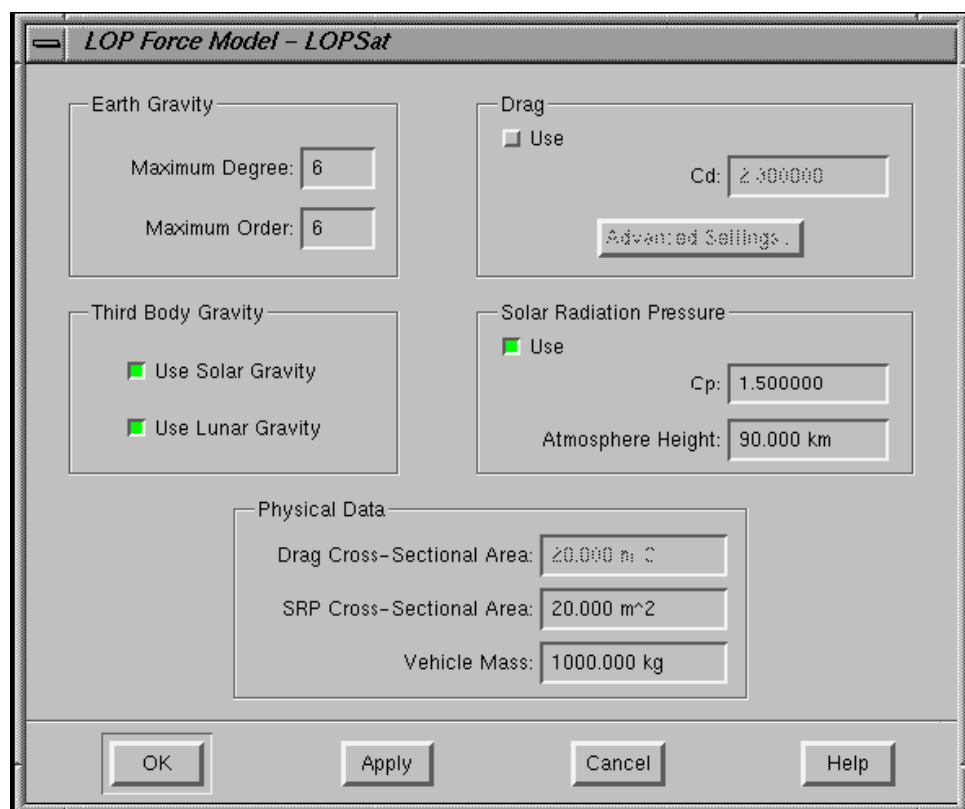 LOP Force Model – LOPSat
Earth Gravity
Maximum Degree: 6
Maximum Order: 6
Drag
Use
Cd:
Advanced Settings
Third Body Gravity
Use Solar Gravity
Use Lunar Gravity
Solar Radiation Pressure
Use
Cp: 1.500000
Atmosphere Height: 90.000 km
Physical Data
Drag Cross-Sectional Area: 20.000 m^2
SRP Cross-Sectional Area: 20.000 m^2
Vehicle Mass: 1000.000 kg
OK
Apply
Cancel
Help